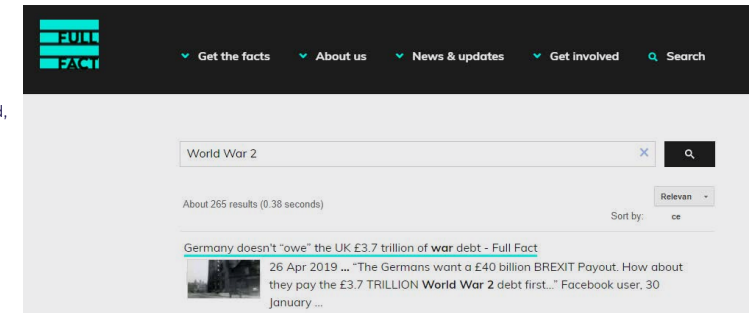 FULL
FACT
Get the facts About us News & updates Get involved Search
d,
World War 2
About 265 results (0.38 seconds)
Relevan
Sort by: ce
Germany doesn't "owe" the UK £3.7 trillion of war debt - Full Fact
26 Apr 2019 ... "The Germans want a £40 billion BREXIT Payout. How about
they pay the £3.7 TRILLION World War 2 debt first..." Facebook user, 30
January ...